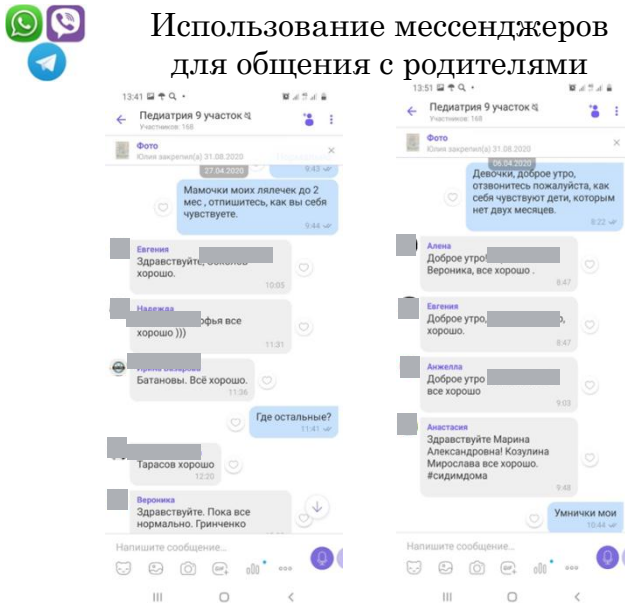 Использование мессенджеров
для общения с родителями
13:41
Педиатрия 9 участок
Участников: 168
Фото
Юлия закрепил(а) 31.08.2020
27.04.2020
9:43
Мамочки моих лялечек до 2
мес , отпишитесь, как вы себя
чувствуете.
9:44
Евгения
Здравствуйте,
хорошо.
10:05
Надежда
офья все
хорошо )))
11:31
Батановы. Всё хорошо.
11:36
Где остальные?
11:41
Тарасов хорошо
12:20
Вероника
Здравствуйте. Пока все
нормально. Гринченко
Напишите сообщение...
GIF
13:51
Педиатрия 9 участок
Участников: 168
Фото
Юлия закрепил(а) 31.08.2020
06.04.2020
Девочки, доброе утро,
отзвонитесь пожалуйста, как
себя чувствуют дети, которым
нет двух месяцев.
8:22
Алена
Доброе утро!
Вероника, все хорошо .
8:47
Евгения
Доброе утро,
хорошо.
8:47
Анжелла
Доброе утро
все хорошо
9:03
Анастасия
Здравствуйте Марина
Александровна! Козулина
Мирослава все хорошо.
#сидимдома
9:48
Умнички мои
10:44
Напишите сообщение...
GIF